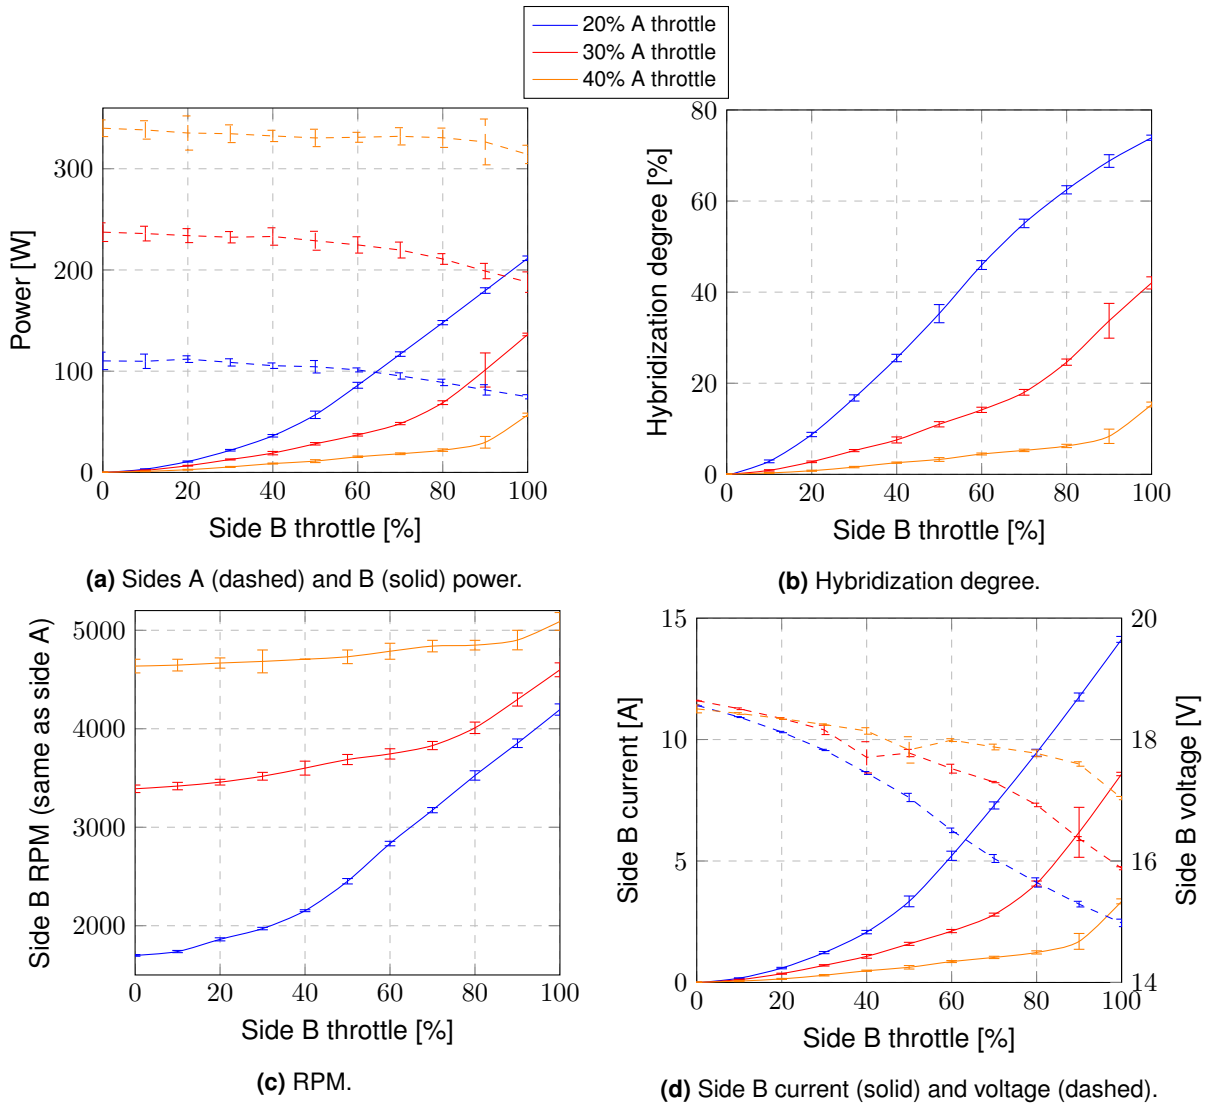 20% A throttle
30% A throttle
40% A throttle
Power [W]
300
200
100
0
0 20 40 60 80 100
Side B throttle [%]
(a) Sides A (dashed) and B (solid) power.
Hybridization degree [%]
80
60
40
20
0
0 20 40 60 80 100
Side B throttle [%]
(b) Hybridization degree.
Side B RPM (same as side A)
5000
4000
3000
2000
0 20 40 60 80 100
Side B throttle [%]
(c) RPM.
Side B current [A]
15
10
5
0
Side B voltage [V]
20
18
16
14
0 20 40 60 80 100
Side B throttle [%]
(d) Side B current (solid) and voltage (dashed).